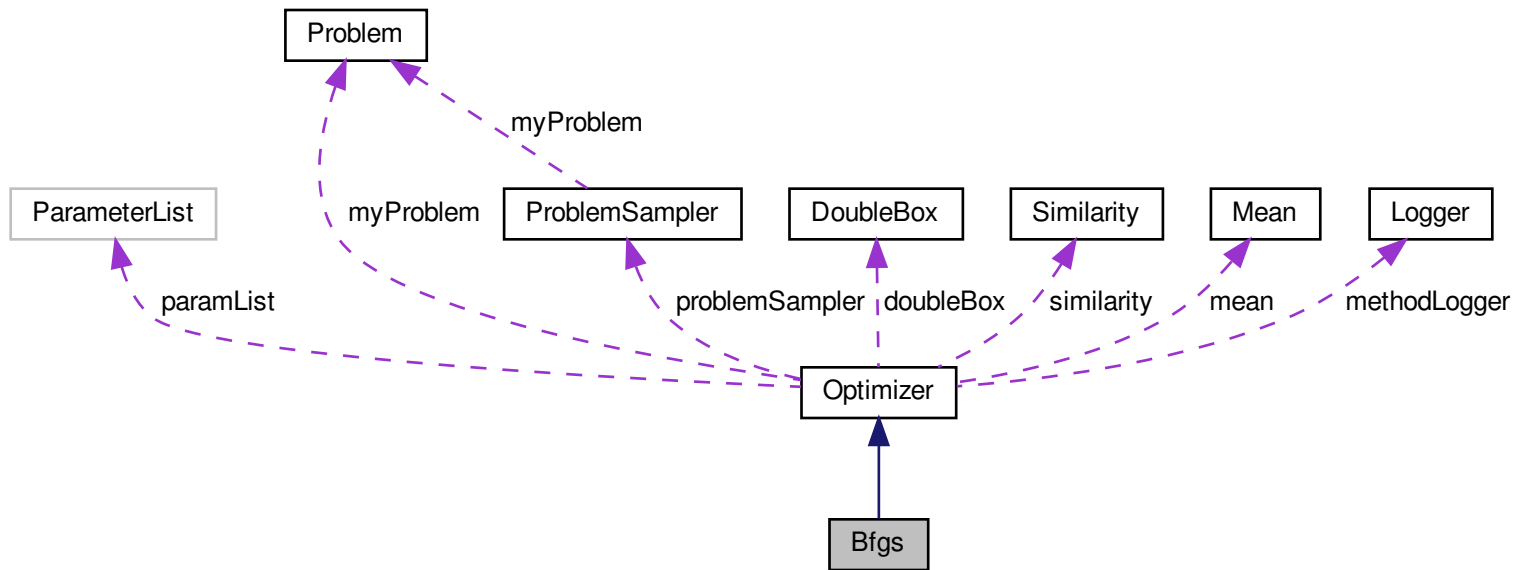 Problem
myProblem
ParameterList
myProblem
ProblemSampler
DoubleBox
Similarity
Mean
Logger
paramList
problemSampler
doubleBox
similarity
mean
methodLogger
Optimizer
Bfgs